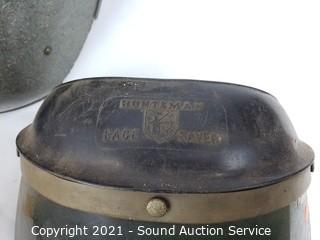 HUNTSMAN
FACE SAVER
Copyright 2021 - Sound Auction Service